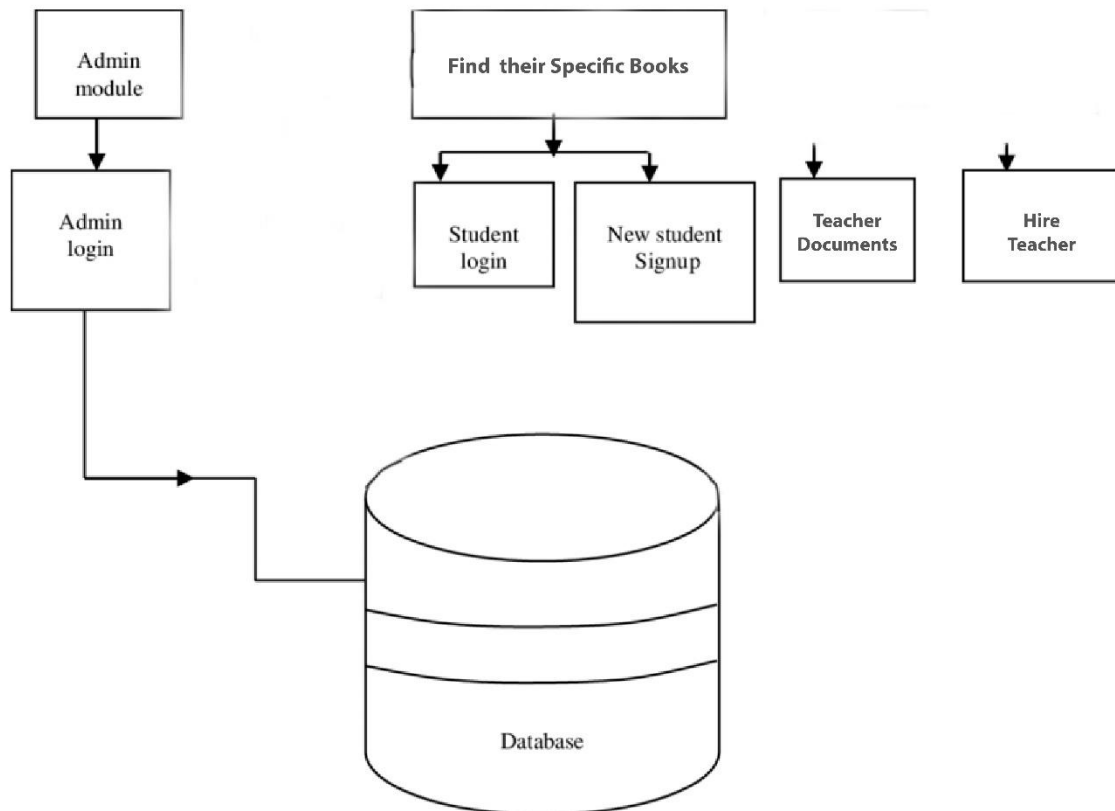 Admin
module
Find their Specific Books
Admin
login
Student
login
New student
Signup
Teacher
Documents
Hire
Teacher
Database